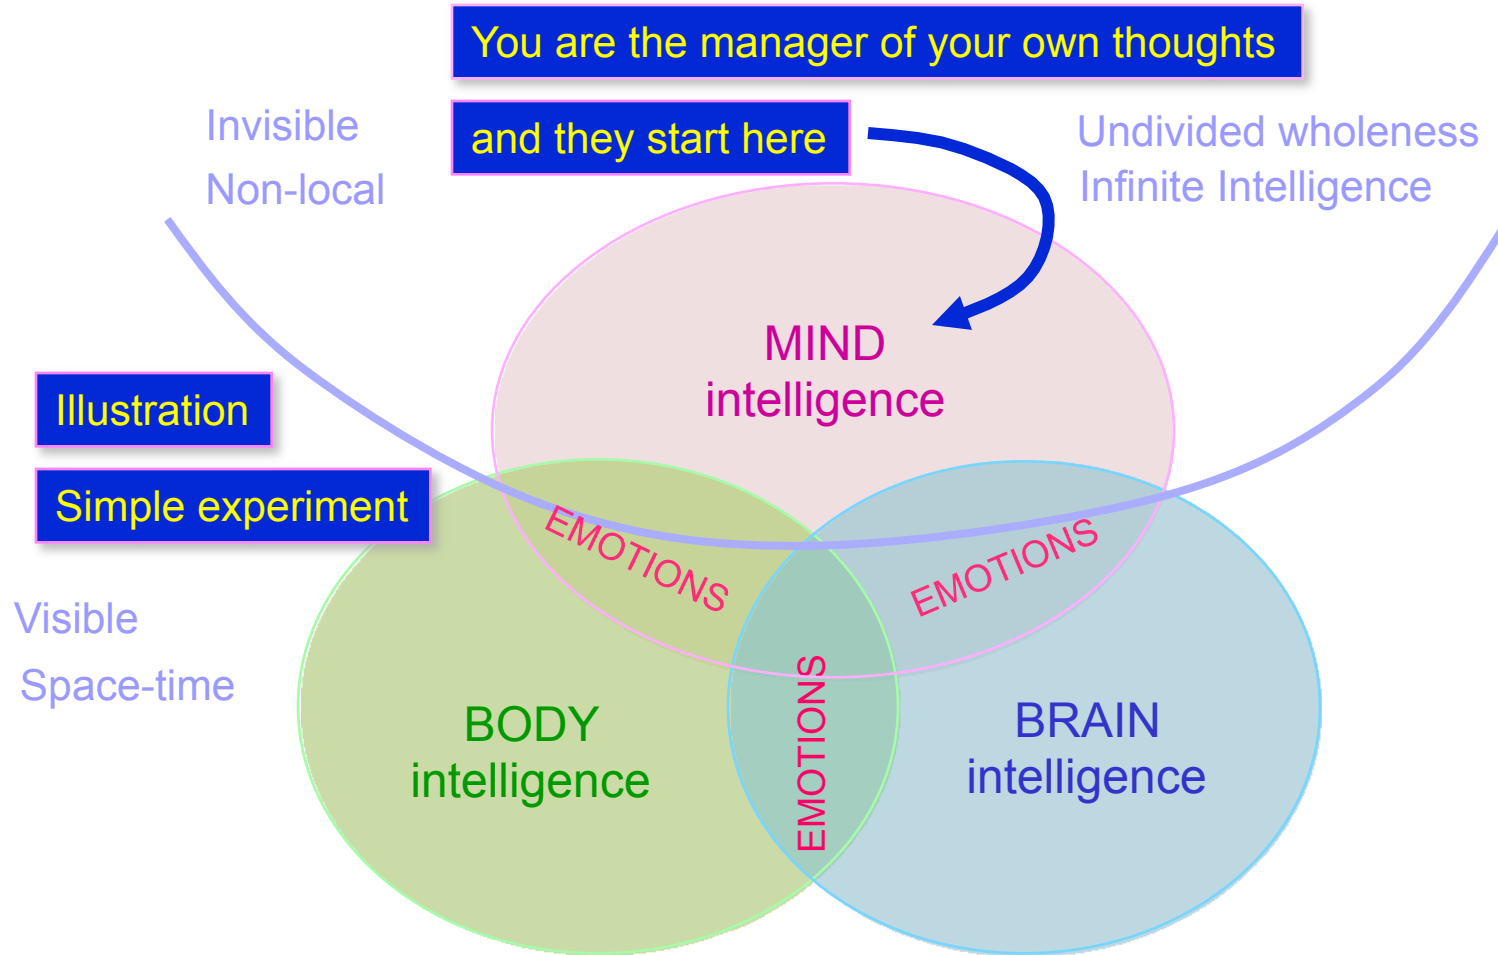 You are the manager of your own thoughts
and they start here
Invisible
Non-local
Undivided wholeness
Infinite Intelligence
MIND
intelligence
Illustration
Simple experiment
EMOTIONS
EMOTIONS
Visible
Space-time
EMOTIONS
BODY
intelligence
BRAIN
intelligence